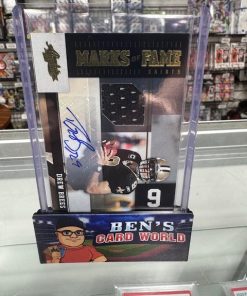 MARKS OF FAME
SAINTS
DREW BREES
9
BEN'S
CARD WORLD